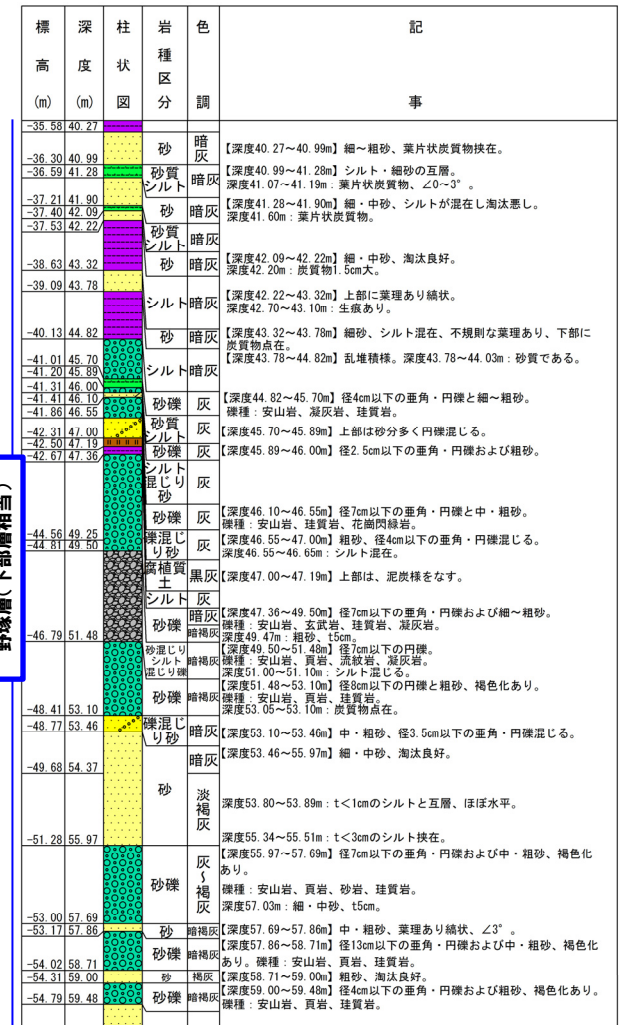 標高(m) 深度(m) 柱状図 岩種区分 色調 記事
野塚層(下部層相当)
-35.58 40.27
-36.30 40.99
-36.59 41.28
-37.21 41.90
-37.40 42.09
-37.53 42.22
-38.63 43.32
-39.09 43.78
-40.13 44.82
-41.01 45.70
-41.20 45.89
-41.31 46.00
-41.41 46.10
-41.86 46.55
-42.31 47.00
-42.50 47.19
-42.67 47.36
-44.56 49.25
-44.81 49.50
-46.79 51.48
-48.41 53.10
-48.77 53.46
-49.68 54.37
-51.28 55.97
-53.00 57.69
-53.17 57.86
-54.02 58.71
-54.31 59.00
-54.79 59.48
砂 暗灰
砂質シルト 暗灰
砂 暗灰
砂質シルト 暗灰
砂 暗灰
シルト 暗灰
砂 暗灰
シルト 暗灰
砂礫 灰
砂質シルト 灰
砂礫 灰
シルト混じり砂 灰
砂礫 灰
礫混じり砂 灰
腐植質土 黒灰
シルト 灰
砂礫 暗灰 暗褐灰
砂混じりシルト混じり礫 暗褐灰
砂礫 暗褐灰
礫混じり砂 暗灰
砂 暗灰 淡褐灰
砂礫 灰~褐灰
砂 暗褐灰
砂礫 暗褐灰
砂 褐灰
砂礫 暗褐灰
【深度40.27~40.99m】細~粗砂、葉片状炭質物挟在。
【深度40.99~41.28m】シルト・細砂の互層。
深度41.07~41.19m:葉片状炭質物、∠0~3°。
【深度41.28~41.90m】細・中砂、シルトが混在し淘汰悪し。
深度41.60m:葉片状炭質物。
【深度42.09~42.22m】細・中砂、淘汰良好。
深度42.20m:炭質物1.5cm大。
【深度42.22~43.32m】上部に葉理あり縞状。
深度42.70~43.10m:生痕あり。
【深度43.32~43.78m】細砂、シルト混在、不規則な葉理あり、下部に
炭質物点在。
【深度43.78~44.82m】乱堆積様。深度43.78~44.03m:砂質である。
【深度44.82~45.70m】径4cm以下の亜角・円礫と細~粗砂。
礫種:安山岩、凝灰岩、珪質岩。
【深度45.70~45.89m】上部は砂分多く円礫混じる。
【深度45.89~46.00m】径2.5cm以下の亜角・円礫および粗砂。
【深度46.10~46.55m】径7cm以下の亜角・円礫と中・粗砂。
礫種:安山岩、珪質岩、花崗閃緑岩。
【深度46.55~47.00m】粗砂、径4cm以下の亜角・円礫混じる。
深度46.55~46.65m:シルト混在。
【深度47.00~47.19m】上部は、泥炭様をなす。
【深度47.36~49.50m】径7cm以下の亜角・円礫および細~粗砂。
礫種:安山岩、玄武岩、珪質岩、凝灰岩。
深度49.47m:粗砂、t5cm。
【深度49.50~51.48m】径7cm以下の円礫。
礫種:安山岩、頁岩、流紋岩、凝灰岩。
深度51.00~51.10m:シルト混じる。
【深度51.48~53.10m】径8cm以下の円礫と粗砂、褐色化あり。
礫種:安山岩、頁岩、珪質岩。
深度53.05~53.10m:炭質物点在。
【深度53.10~53.46m】中・粗砂、径3.5cm以下の亜角・円礫混じる。
【深度53.46~55.97m】細・中砂、淘汰良好。
深度53.80~53.89m:t<1cmのシルトと互層、ほぼ水平。
深度55.34~55.51m:t<3cmのシルト挟在。
【深度55.97~57.69m】径7cm以下の亜角・円礫および中・粗砂、褐色化
あり。
礫種:安山岩、頁岩、砂岩、珪質岩。
深度57.03m:細・中砂、t5cm。
【深度57.69~57.86m】中・粗砂、葉理あり縞状、∠3°。
【深度57.86~58.71m】径13cm以下の亜角・円礫および中・粗砂、褐色化
あり。礫種:安山岩、頁岩、珪質岩。
【深度58.71~59.00m】粗砂、淘汰良好。
【深度59.00~59.48m】径4cm以下の亜角・円礫および粗砂、褐色化あり。
礫種:安山岩、頁岩、珪質岩。